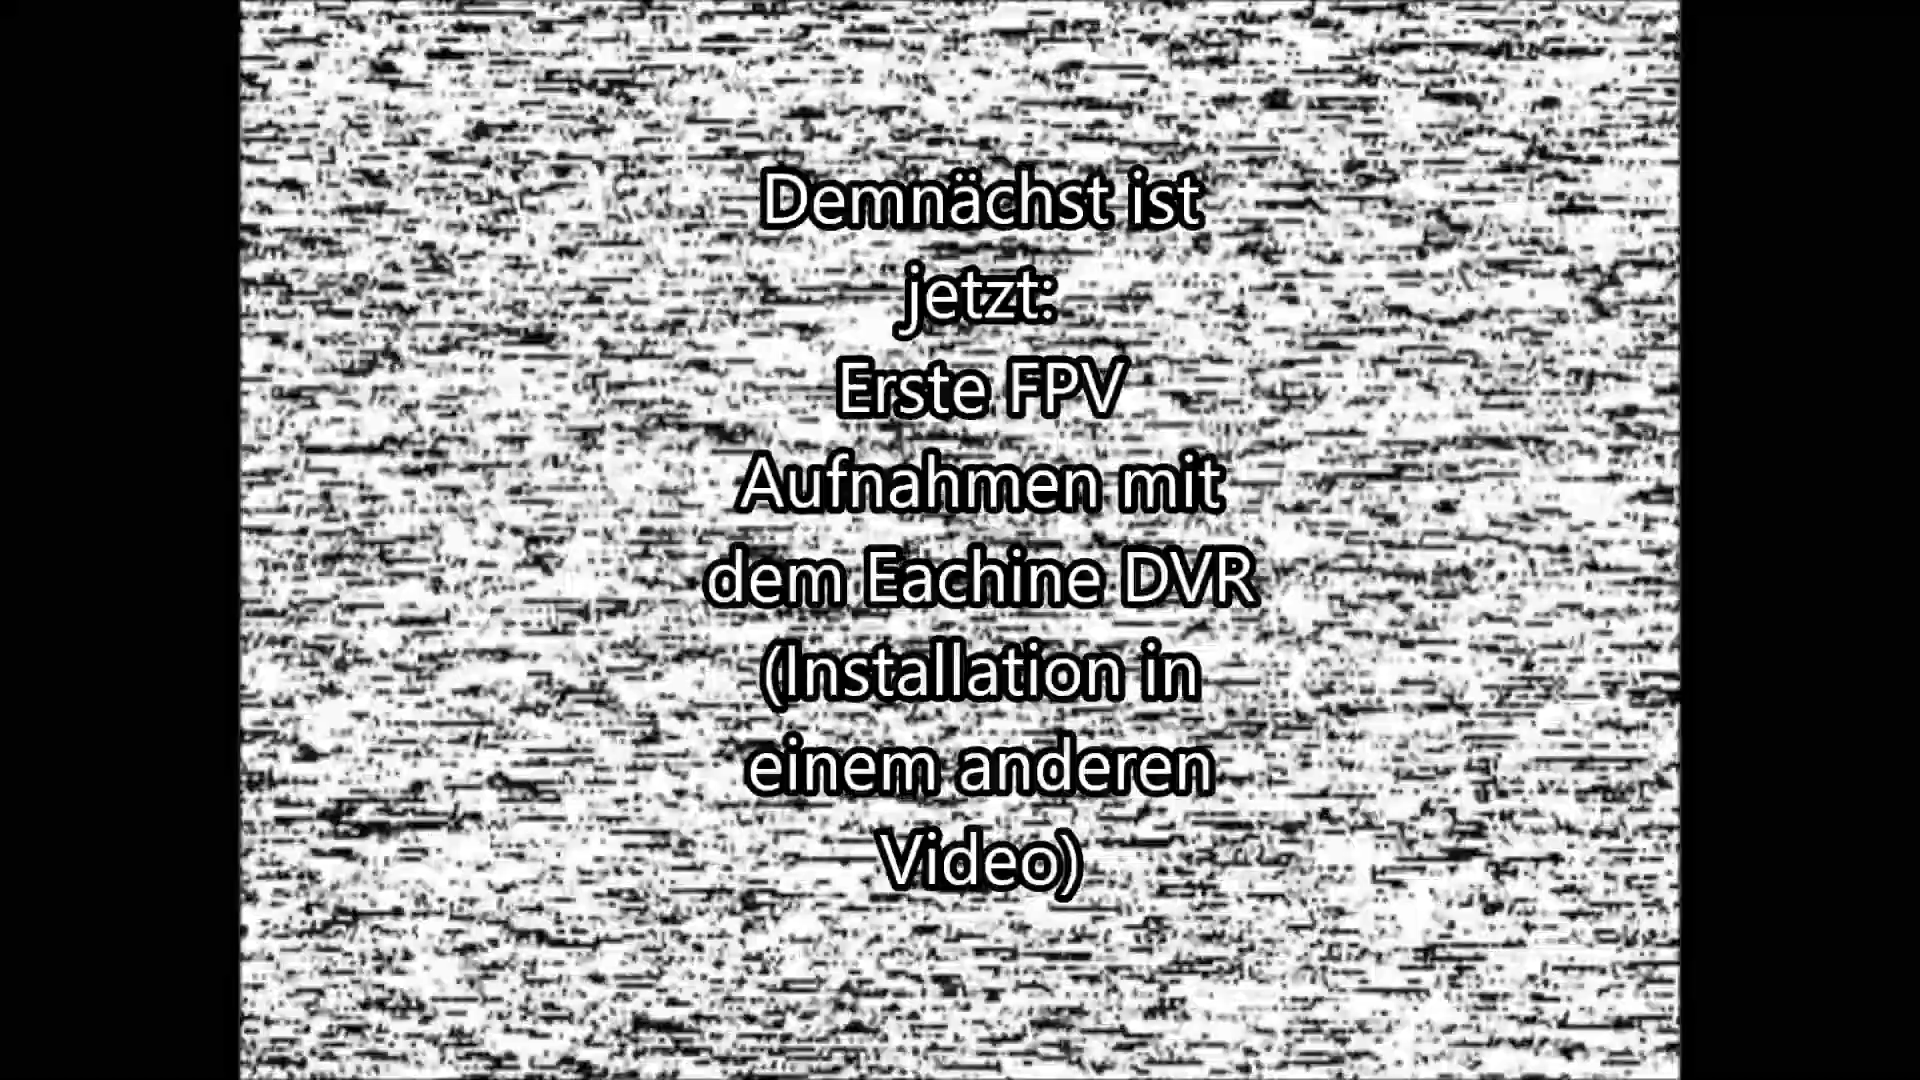 Demnächst ist
jetzt:
Erste FPV
Aufnahmen mit
dem Eachine DVR
(Installation in
einem anderen
Video)